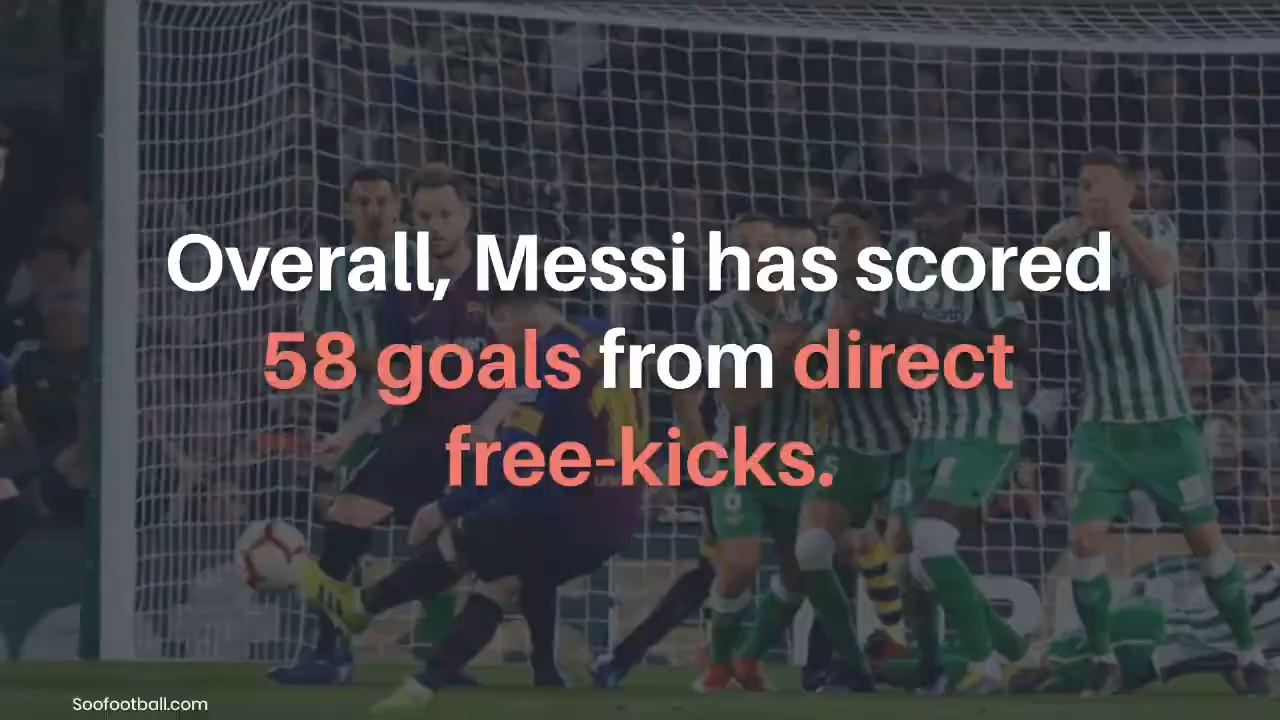 Overall, Messi has scored
58 goals from direct
free-kicks.
Soofootball.com